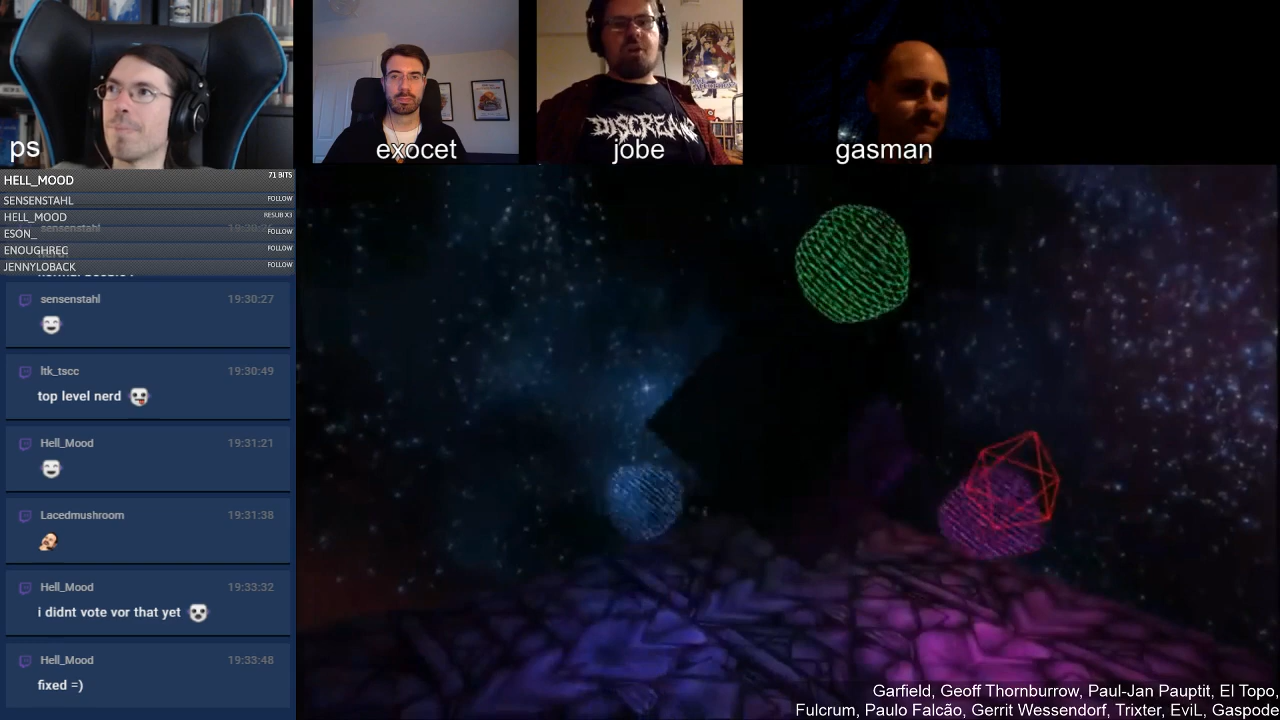 ps
exocet
jobe
gasman
HELL_MOOD 71 BITS
SENSENSTAHL FOLLOW
HELL_MOOD RESUB X3
sensenstahl
ESON_ FOLLOW
ENOUGHREC FOLLOW
JENNYLOBACK FOLLOW
sensenstahl 19:30:27
ltk_tscc 19:30:49
top level nerd
Hell_Mood 19:31:21
Lacedmushroom 19:31:38
Hell_Mood 19:33:32
i didnt vote vor that yet
Hell_Mood 19:33:48
fixed =)
Garfield, Geoff Thornburrow, Paul-Jan Pauptit, El Topo,
Fulcrum, Paulo Falcão, Gerrit Wessendorf, Trixter, EviL, Gaspode